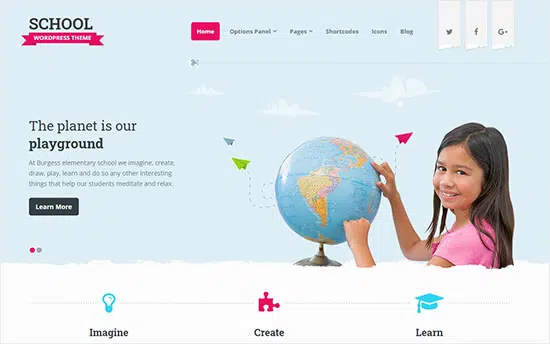 SCHOOL
WORDPRESS THEME
Home Options Panel Pages Shortcodes Icons Blog
The planet is our
playground
At Burgess elementary school we imagine, create,
draw, play, learn and do so any other interesting
things that help our students meditate and relax.
Learn More
Imagine Create Learn